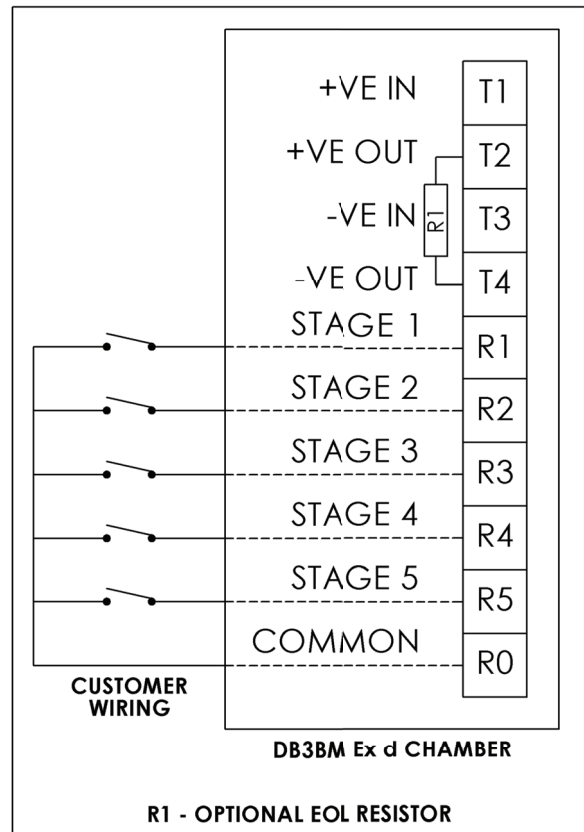 +VE IN T1
+VE OUT T2
-VE IN R1 T3
-VE OUT T4
STAGE 1 R1
STAGE 2 R2
STAGE 3 R3
STAGE 4 R4
STAGE 5 R5
COMMON R0
CUSTOMER
WIRING
DB3BM Ex d CHAMBER
R1 - OPTIONAL EOL RESISTOR